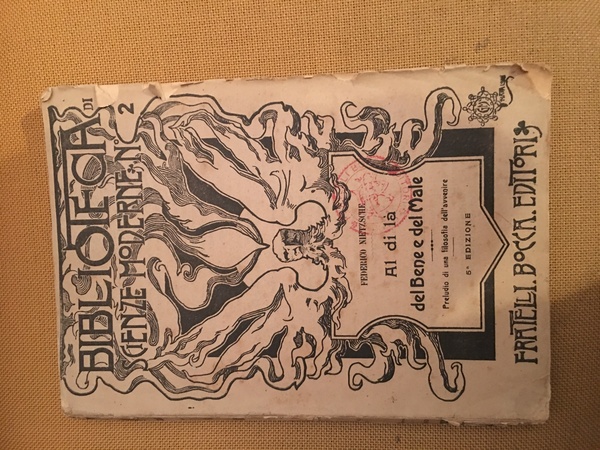 BIBLIOTECA DI
SCIENZE MODERNE N. 2
FEDERICO NIETZSCHE
Al di là
del Bene e del Male
Preludio di una filosofia dell'avvenire
5ª EDIZIONE
FRATELLI BOCCA, EDITORI